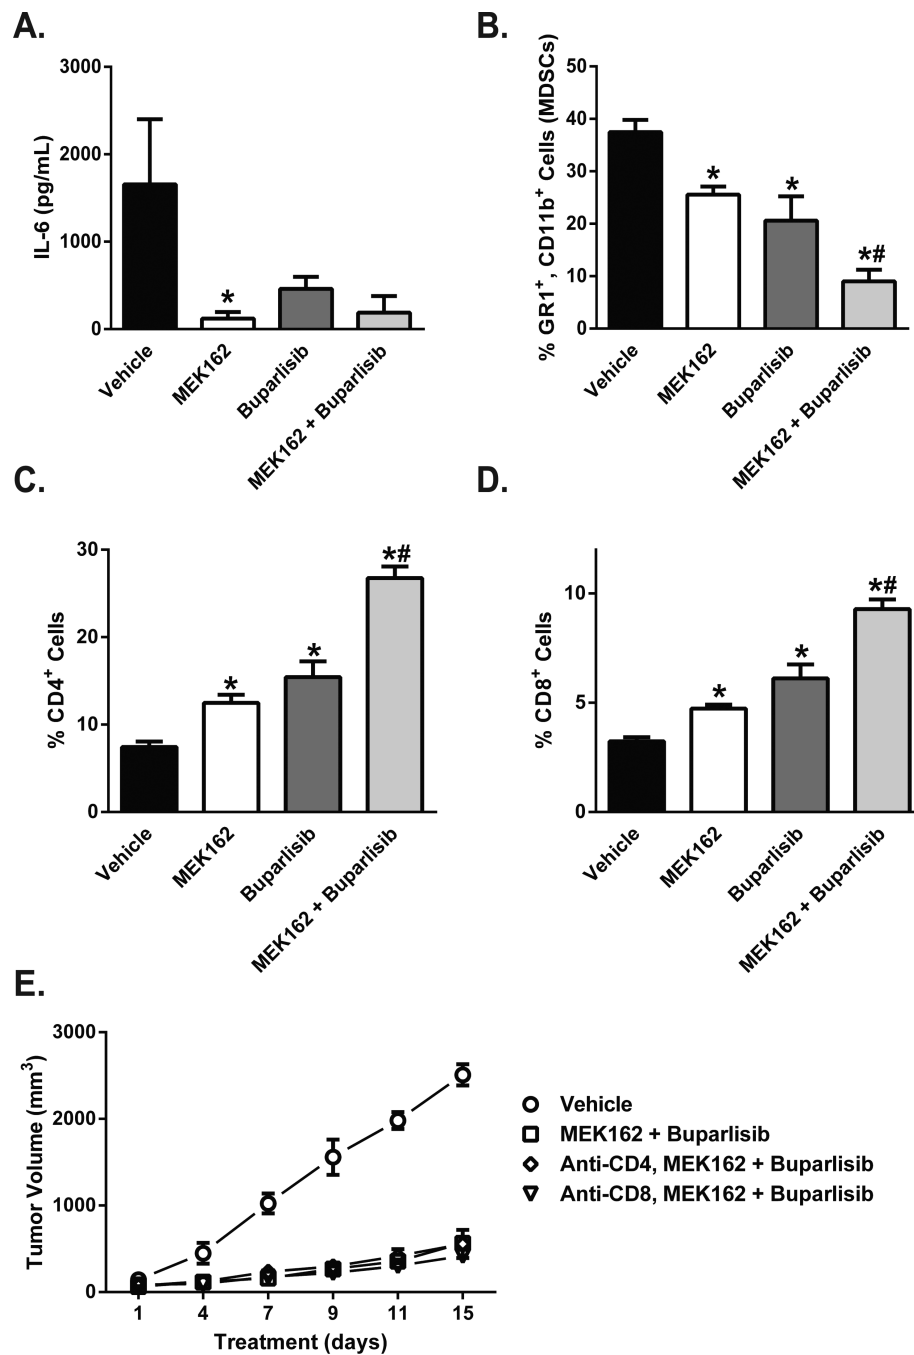 A.
3000
2000
1000
0
IL-6 (pg/mL)
*
Vehicle
MEK162
Buparlisib
MEK162 + Buparlisib
B.
50
40
30
20
10
0
% GR1+, CD11b+ Cells (MDSCs)
*
*
*#
Vehicle
MEK162
Buparlisib
MEK162 + Buparlisib
C.
30
20
10
0
% CD4+ Cells
*
*
*#
Vehicle
MEK162
Buparlisib
MEK162 + Buparlisib
D.
10
5
0
% CD8+ Cells
*
*
*#
Vehicle
MEK162
Buparlisib
MEK162 + Buparlisib
E.
3000
2000
1000
0
Tumor Volume (mm3)
1 4 7 9 11 15
Treatment (days)
Vehicle
MEK162 + Buparlisib
Anti-CD4, MEK162 + Buparlisib
Anti-CD8, MEK162 + Buparlisib